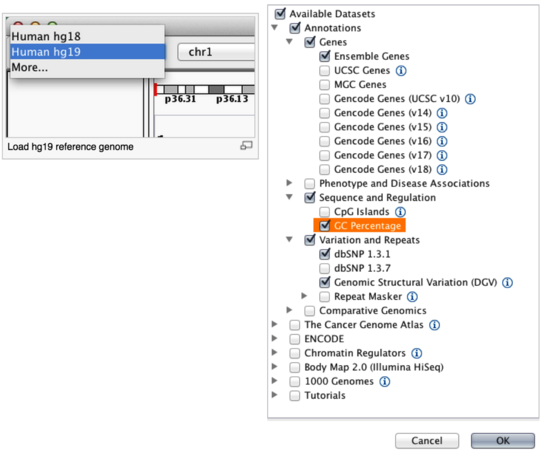 Human hg18
Human hg19
More...
chr1
p36.31 p36.13
Load hg19 reference genome
Available Datasets
Annotations
Genes
Ensemble Genes
UCSC Genes
MGC Genes
Gencode Genes (UCSC v10)
Gencode Genes (v14)
Gencode Genes (v15)
Gencode Genes (v16)
Gencode Genes (v17)
Gencode Genes (v18)
Phenotype and Disease Associations
Sequence and Regulation
CpG Islands
GC Percentage
Variation and Repeats
dbSNP 1.3.1
dbSNP 1.3.7
Genomic Structural Variation (DGV)
Repeat Masker
Comparative Genomics
The Cancer Genome Atlas
ENCODE
Chromatin Regulators
Body Map 2.0 (Illumina HiSeq)
1000 Genomes
Tutorials
Cancel OK